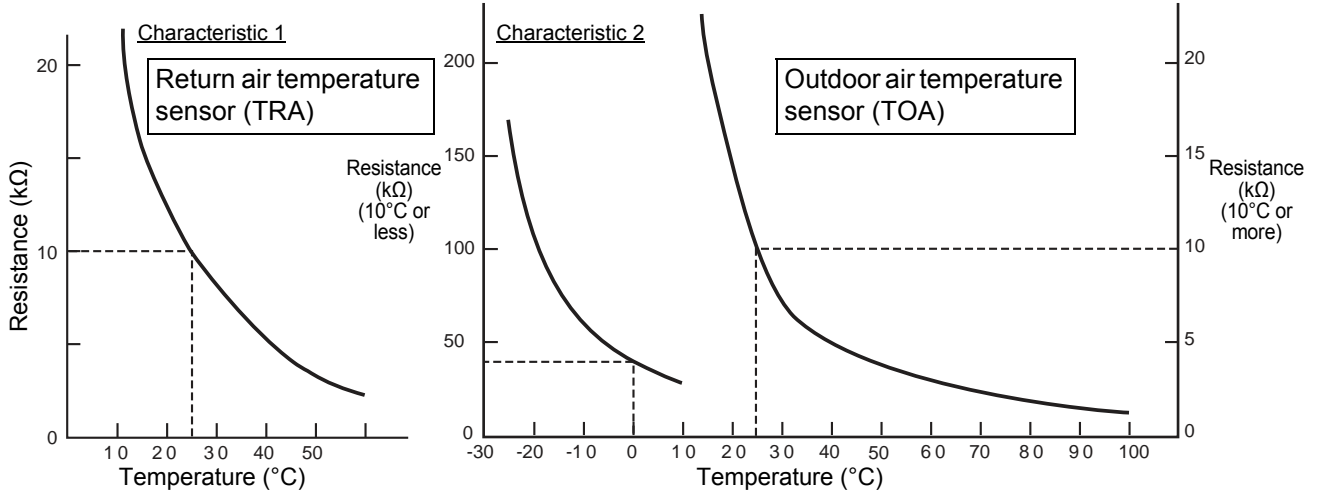 Characteristic 1
Return air temperature
sensor (TRA)
Resistance (kΩ)
20
10
0
10 20 30 40 50
Temperature (°C)
Characteristic 2
Outdoor air temperature
sensor (TOA)
Resistance
(kΩ)
(10°C or
less)
200
150
100
50
0
-30 -20 -10 0 10 20 30 40 50 60 70 80 90 100
Temperature (°C)
20
15
10
5
0
Resistance
(kΩ)
(10°C or
more)